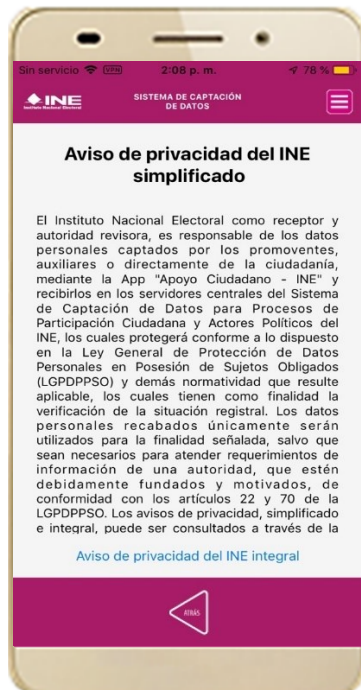 Sin servicio VPN 2:08 p. m. 78 %
INE
Instituto Nacional Electoral
SISTEMA DE CAPTACIÓN
DE DATOS
Aviso de privacidad del INE
simplificado
El Instituto Nacional Electoral como receptor y
autoridad revisora, es responsable de los datos
personales captados por los promoventes,
auxiliares o directamente de la ciudadanía,
mediante la App "Apoyo Ciudadano - INE" y
recibirlos en los servidores centrales del Sistema
de Captación de Datos para Procesos de
Participación Ciudadana y Actores Políticos del
INE, los cuales protegerá conforme a lo dispuesto
en la Ley General de Protección de Datos
Personales en Posesión de Sujetos Obligados
(LGPDPPSO) y demás normatividad que resulte
aplicable, los cuales tienen como finalidad la
verificación de la situación registral. Los datos
personales recabados únicamente serán
utilizados para la finalidad señalada, salvo que
sean necesarios para atender requerimientos de
información de una autoridad, que estén
debidamente fundados y motivados, de
conformidad con los artículos 22 y 70 de la
LGPDPPSO. Los avisos de privacidad, simplificado
e integral, puede ser consultados a través de la
Aviso de privacidad del INE integral
ATRÁS